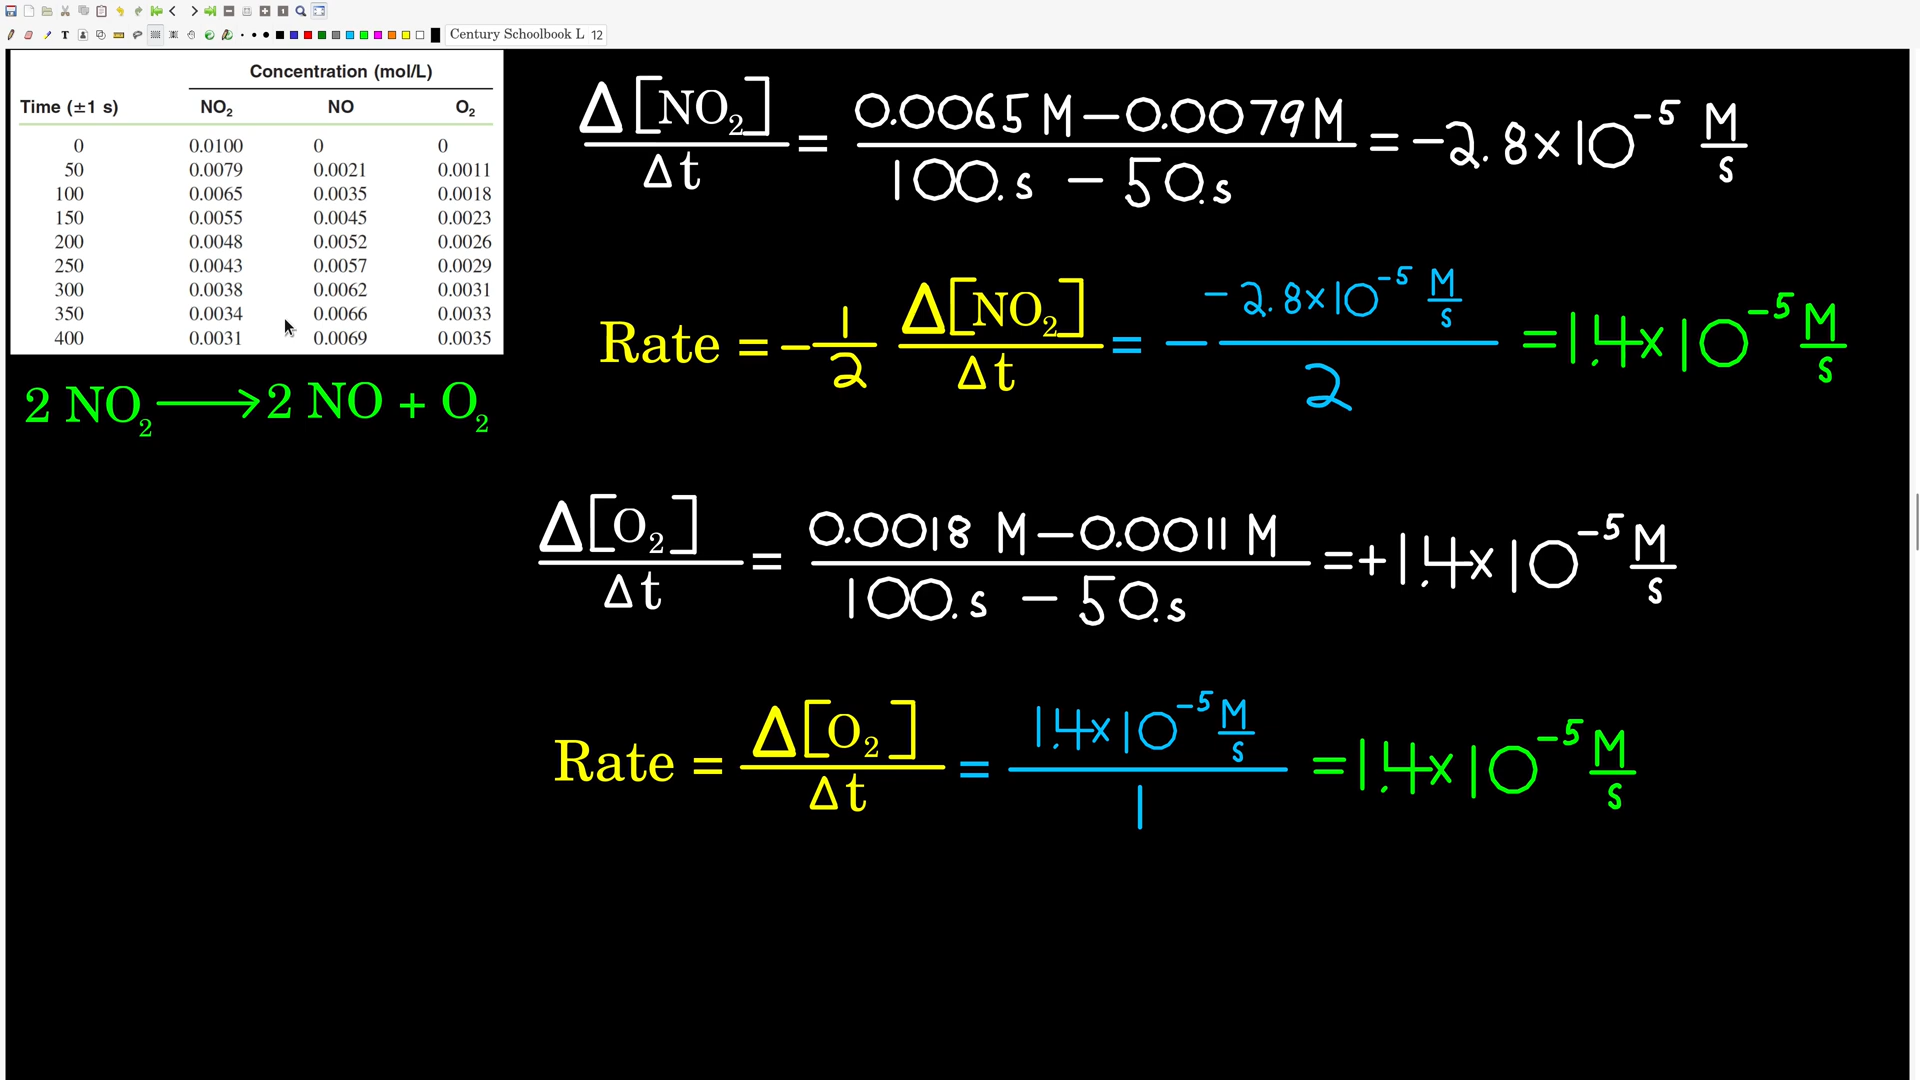 Century Schoolbook L 12
Concentration (mol/L)
Time (±1 s) NO₂ NO O₂
0 0.0100 0 0
50 0.0079 0.0021 0.0011
100 0.0065 0.0035 0.0018
150 0.0055 0.0045 0.0023
200 0.0048 0.0052 0.0026
250 0.0043 0.0057 0.0029
300 0.0038 0.0062 0.0031
350 0.0034 0.0066 0.0033
400 0.0031 0.0069 0.0035
2 NO₂ ⟶ 2 NO + O₂
Δ[NO₂]/Δt = (0.0065 M – 0.0079 M)/(100. s – 50. s) = –2.8×10⁻⁵ M/s
Rate = –1/2 Δ[NO₂]/Δt = – (–2.8×10⁻⁵ M/s)/2 = 1.4×10⁻⁵ M/s
Δ[O₂]/Δt = (0.0018 M – 0.0011 M)/(100. s – 50. s) = +1.4×10⁻⁵ M/s
Rate = Δ[O₂]/Δt = (1.4×10⁻⁵ M/s)/1 = 1.4×10⁻⁵ M/s